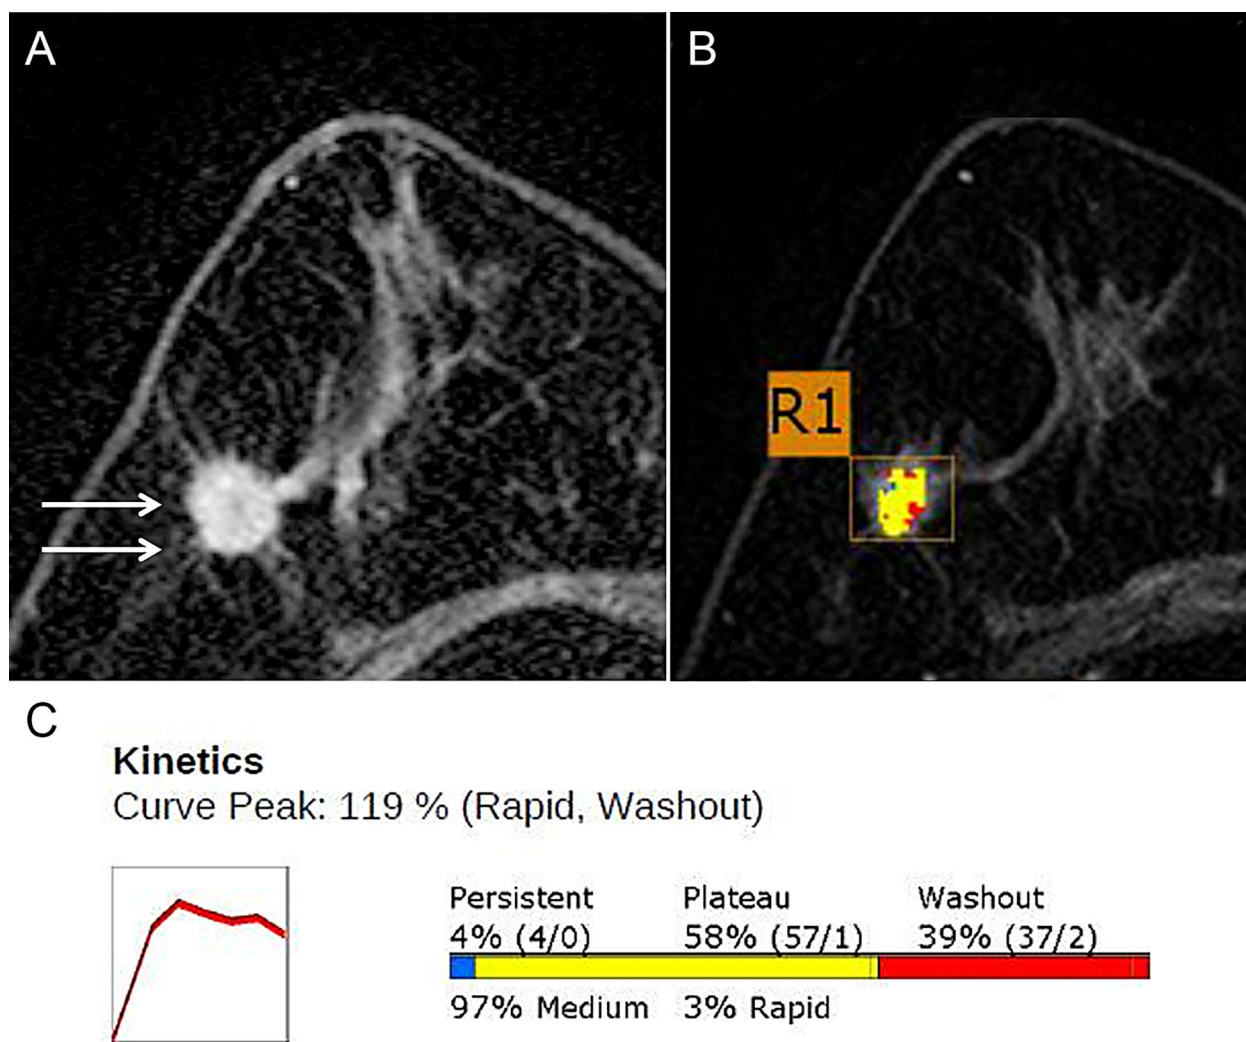 A
B
R1
C
Kinetics
Curve Peak: 119 % (Rapid, Washout)
Persistent Plateau Washout
4% (4/0) 58% (57/1) 39% (37/2)
97% Medium 3% Rapid